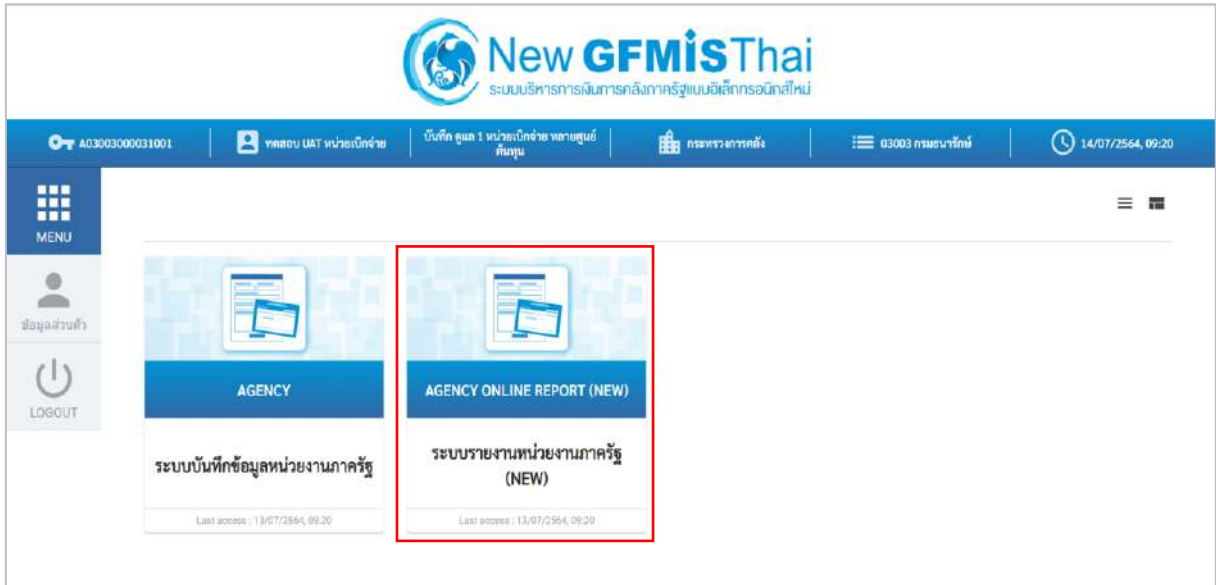 New GFMISThai
ระบบบริหารการเงินการคลังภาครัฐแบบอิเล็กทรอนิกส์ใหม่
A03003000031001
ทดสอบ UAT หน่วยเบิกจ่าย
บันทึก ดูแล 1 หน่วยเบิกจ่าย หลายศูนย์
ต้นทุน
กระทรวงการคลัง
03003 กรมธนารักษ์
14/07/2564, 09:20
MENU
ข้อมูลส่วนตัว
LOGOUT
AGENCY
ระบบบันทึกข้อมูลหน่วยงานภาครัฐ
Last access : 13/07/2564, 09:20
AGENCY ONLINE REPORT (NEW)
ระบบรายงานหน่วยงานภาครัฐ
(NEW)
Last access : 13/07/2564, 09:20